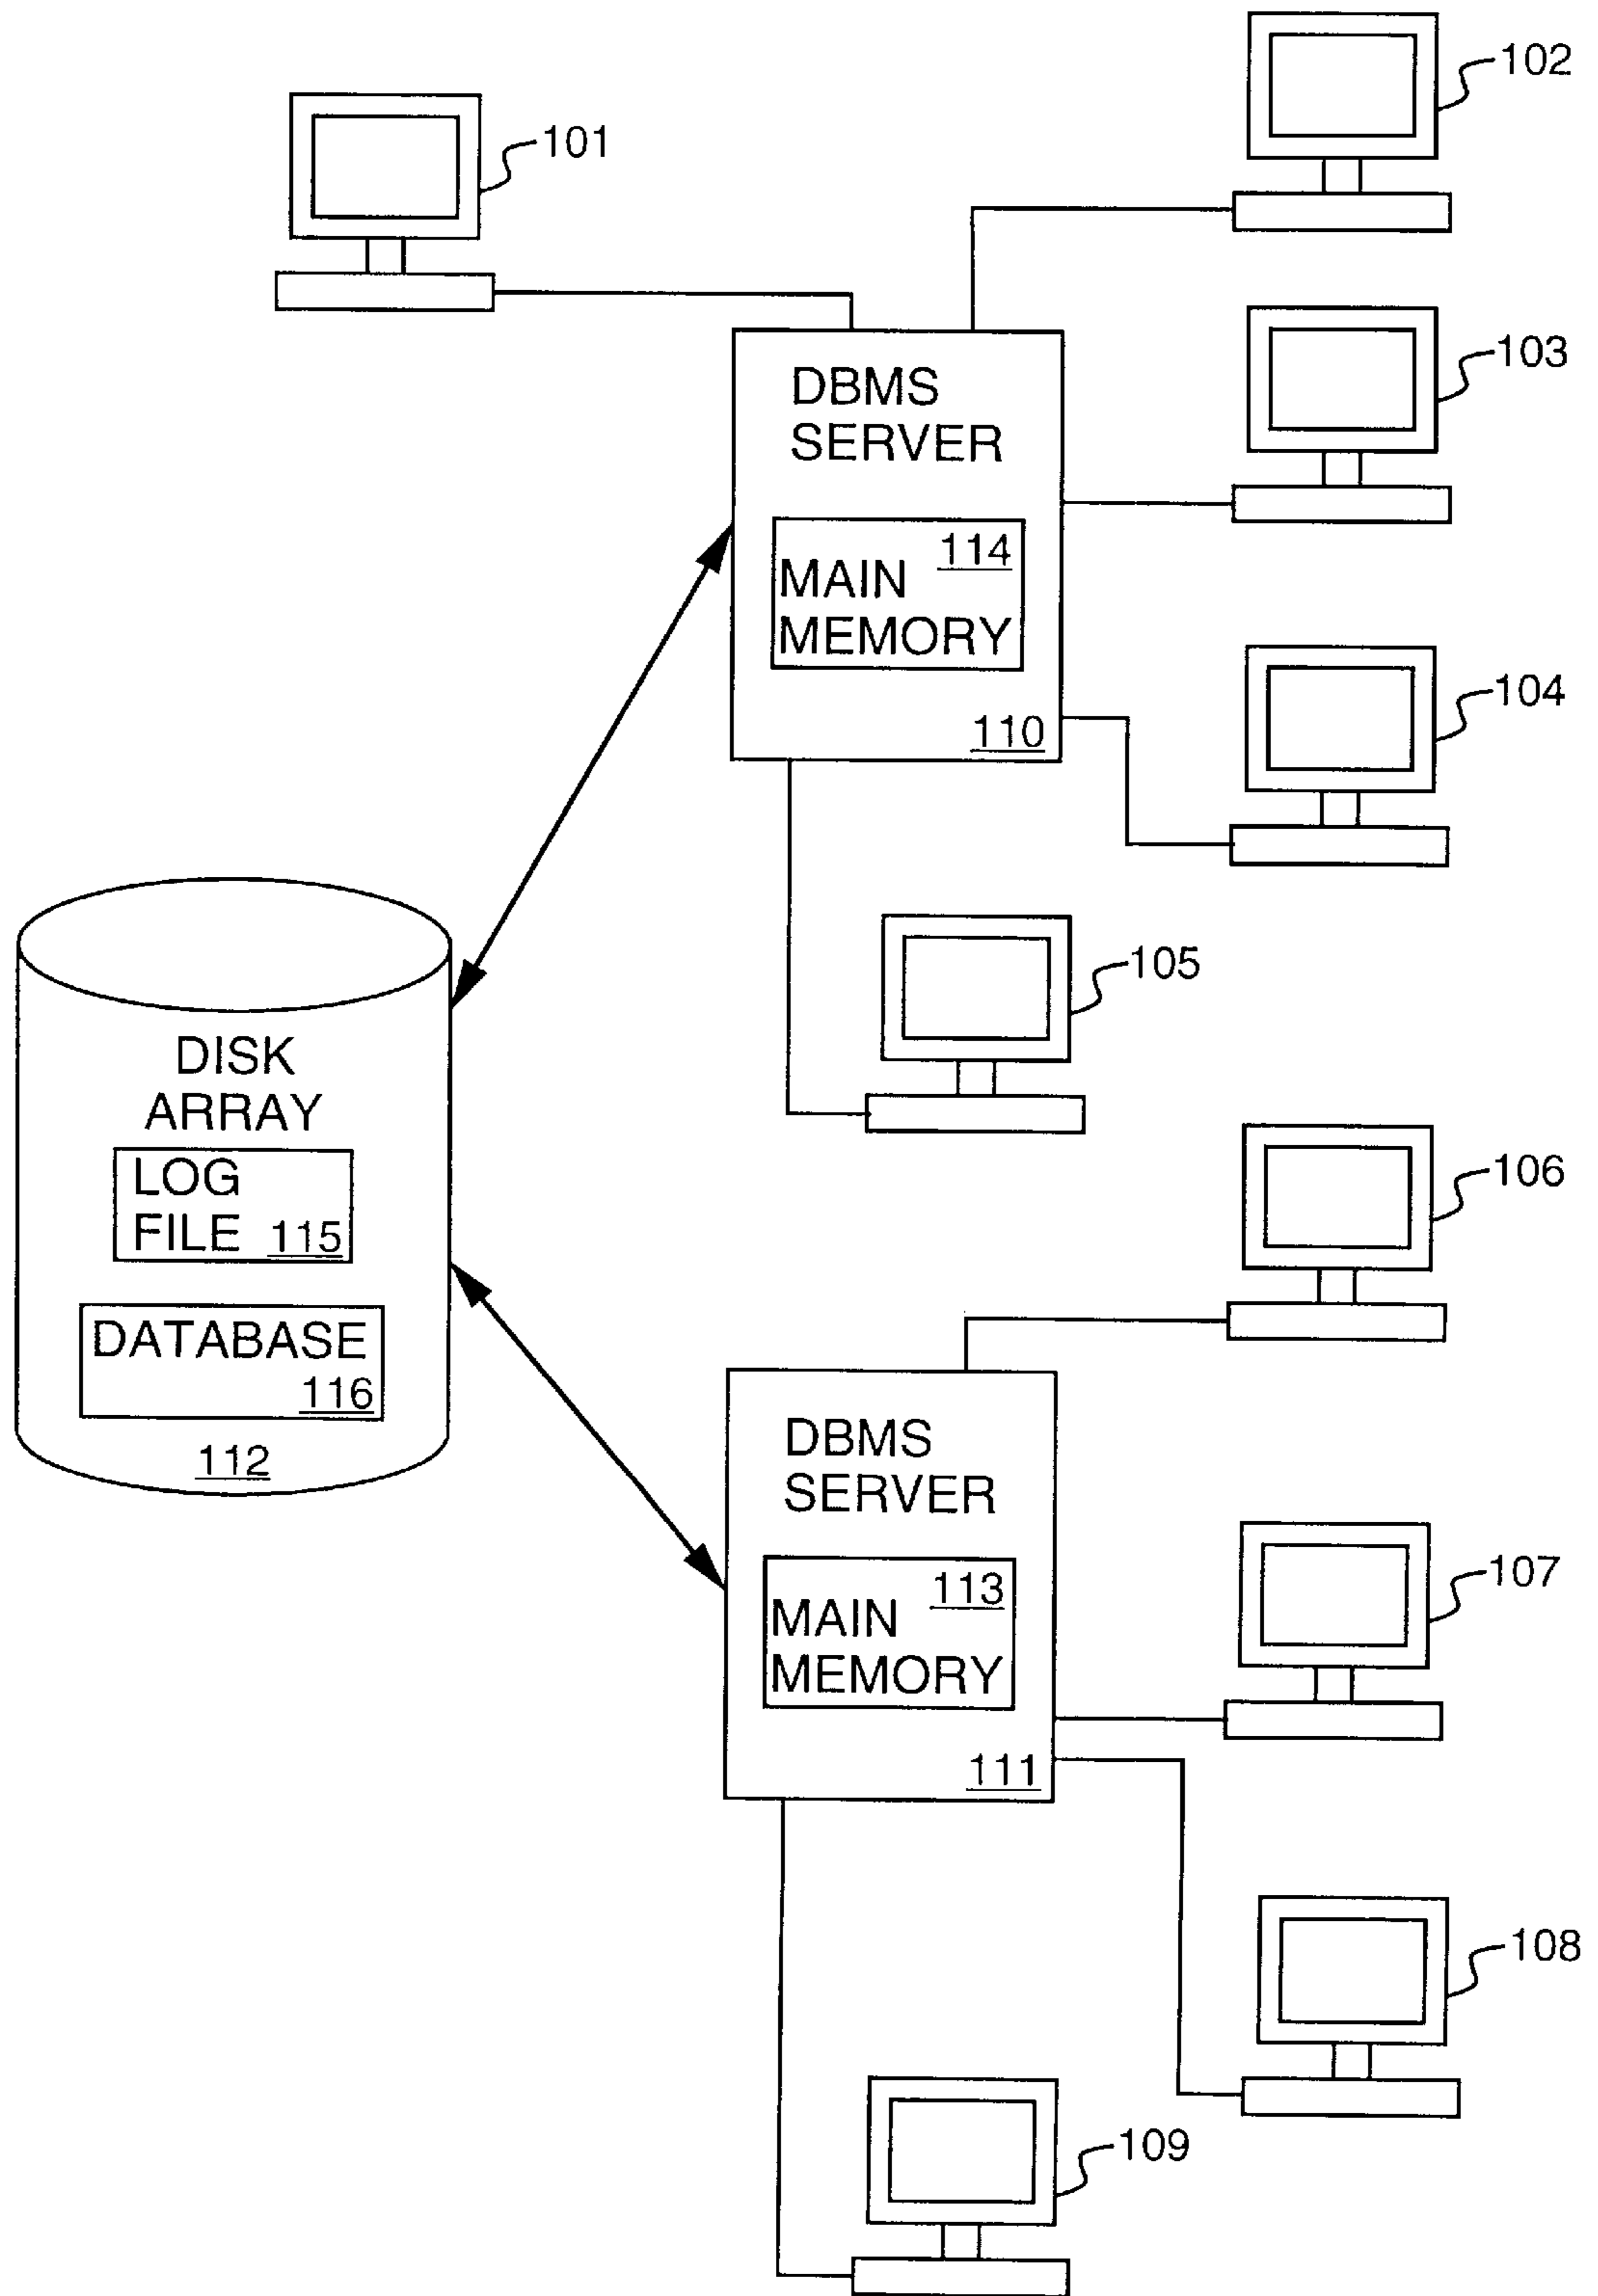 102
101
103
DBMS
SERVER
114
MAIN
MEMORY
104
110
105
DISK
ARRAY
LOG
FILE 115
106
DATABASE
116
112
DBMS
SERVER
107
113
MAIN
MEMORY
111
108
109